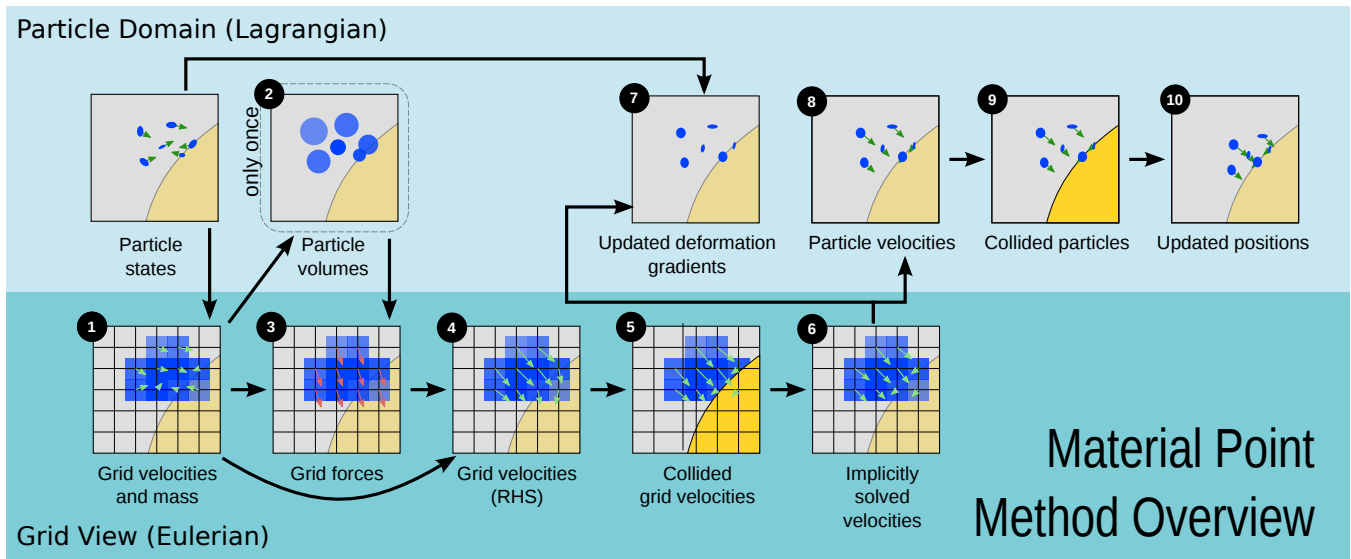 Particle Domain (Lagrangian)
only once
2
7
8
9
10
Particle
states
Particle
volumes
Updated deformation
gradients
Particle velocities
Collided particles
Updated positions
1
3
4
5
6
Grid velocities
and mass
Grid forces
Grid velocities
(RHS)
Collided
grid velocities
Implicitly
solved
velocities
Material Point
Method Overview
Grid View (Eulerian)